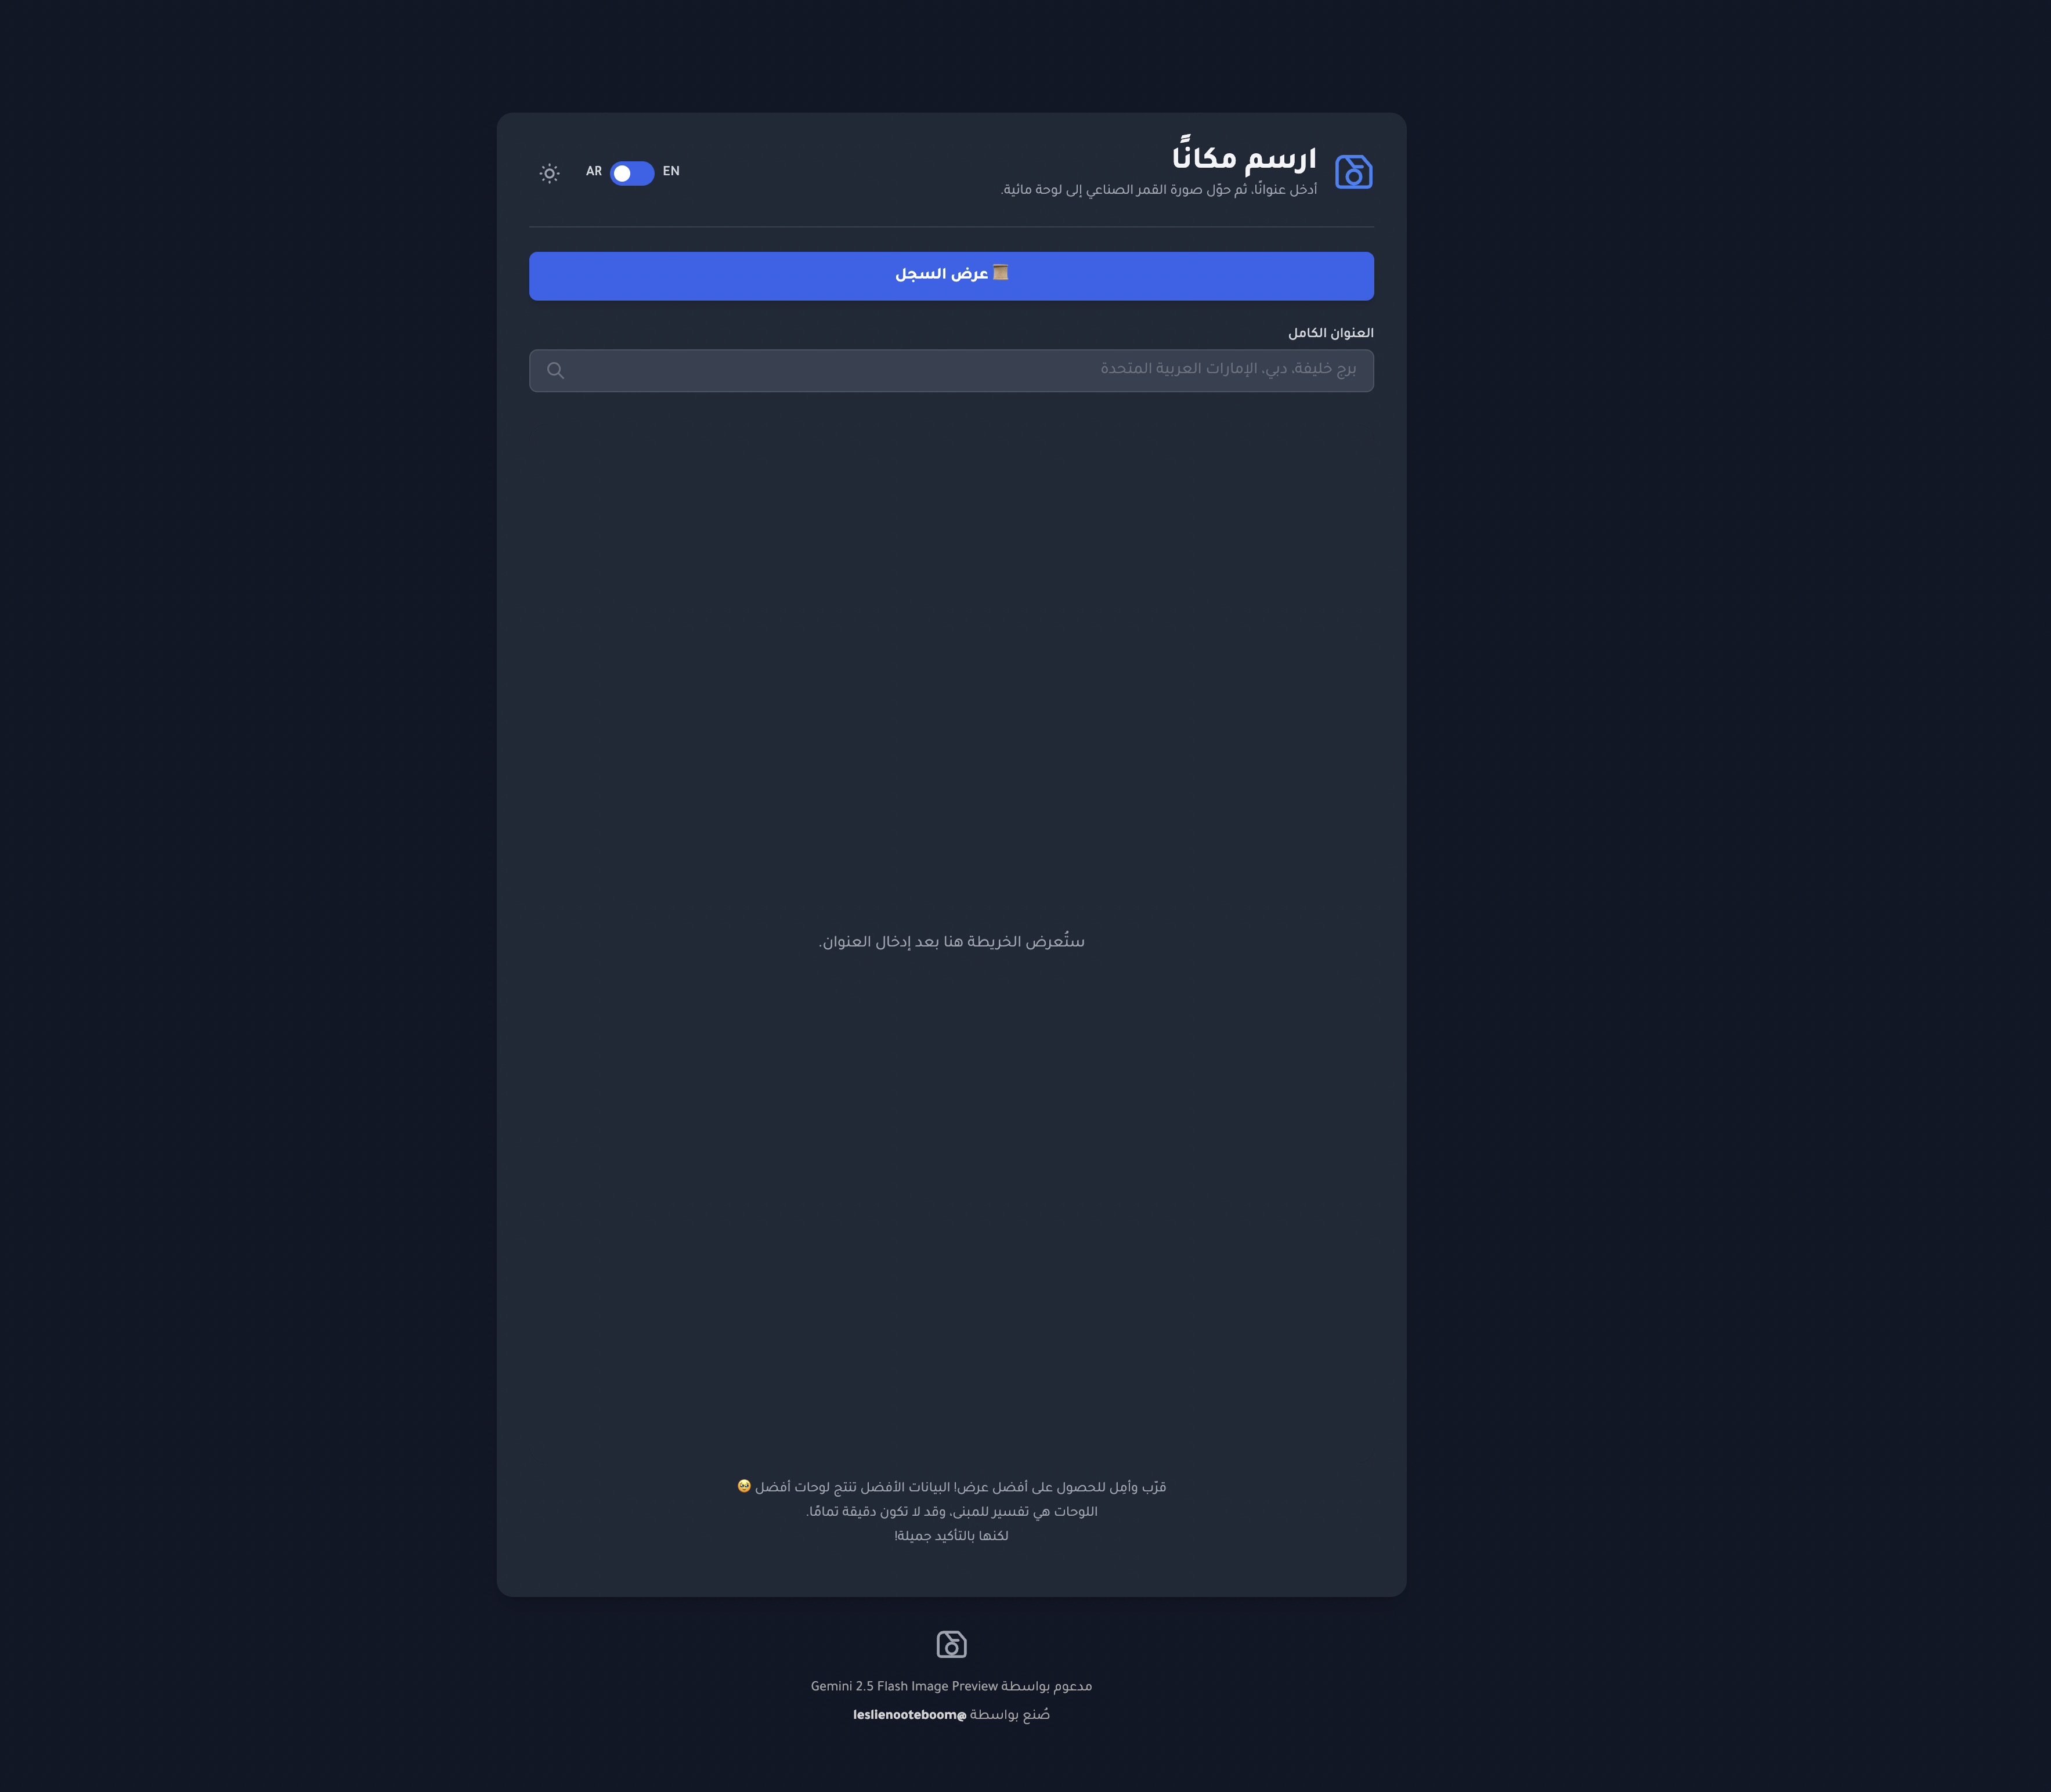 ارسم مكانًا
أدخل عنوانًا، ثم حوّل صورة القمر الصناعي إلى لوحة مائية.
EN AR
عرض السجل
العنوان الكامل
برج خليفة، دبي، الإمارات العربية المتحدة
ستُعرض الخريطة هنا بعد إدخال العنوان.
قرّب وأمِل للحصول على أفضل عرض! البيانات الأفضل تنتج لوحات أفضل 🥹
اللوحات هي تفسير للمبنى، وقد لا تكون دقيقة تمامًا.
لكنها بالتأكيد جميلة!
مدعوم بواسطة Gemini 2.5 Flash Image Preview
صُنع بواسطة @leslienooteboom